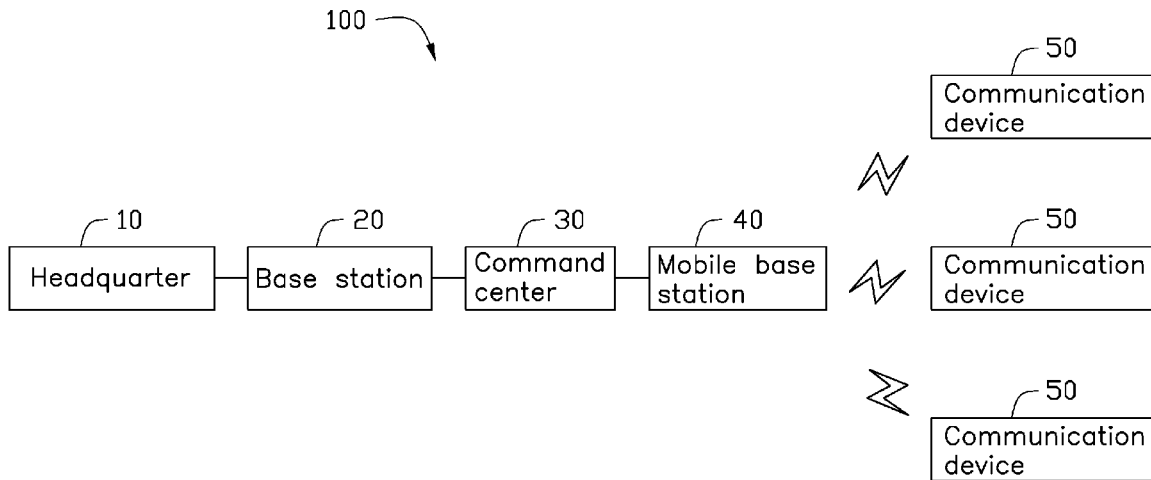 100
50
Communication
device
10
20
30
40
50
Headquarter
Base station
Command
center
Mobile base
station
Communication
device
50
Communication
device